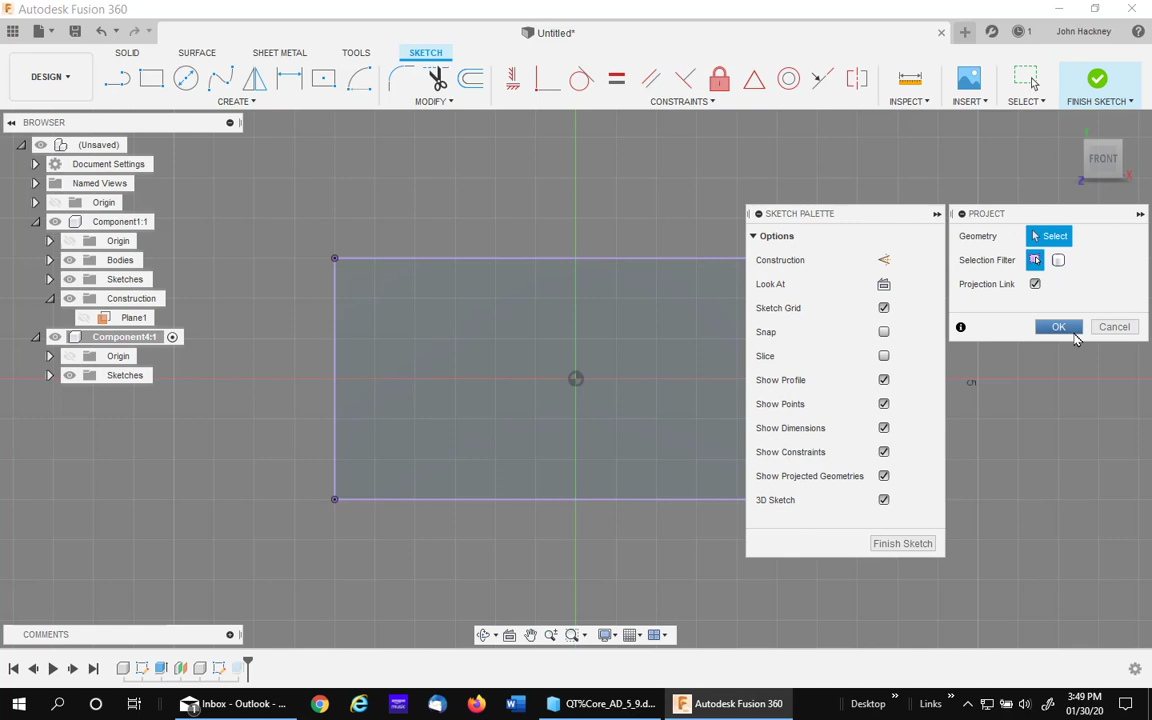 Autodesk Fusion 360
Untitled*
1
John Hackney
SOLID SURFACE SHEET METAL TOOLS SKETCH
DESIGN
CREATE MODIFY CONSTRAINTS INSPECT INSERT SELECT FINISH SKETCH
BROWSER
(Unsaved)
Document Settings
Named Views
Origin
Component1:1
Origin
Bodies
Sketches
Construction
Plane1
Component4:1
Origin
Sketches
FRONT
Z
X
SKETCH PALETTE
Options
Construction
Look At
Sketch Grid
Snap
Slice
Show Profile
Show Points
Show Dimensions
Show Constraints
Show Projected Geometries
3D Sketch
Finish Sketch
PROJECT
Geometry Select
Selection Filter
Projection Link
OK Cancel
5
COMMENTS
Inbox - Outlook - ...
QT%Core_AD_5_9.d...
Autodesk Fusion 360
Desktop
Links
3:49 PM
01/30/20